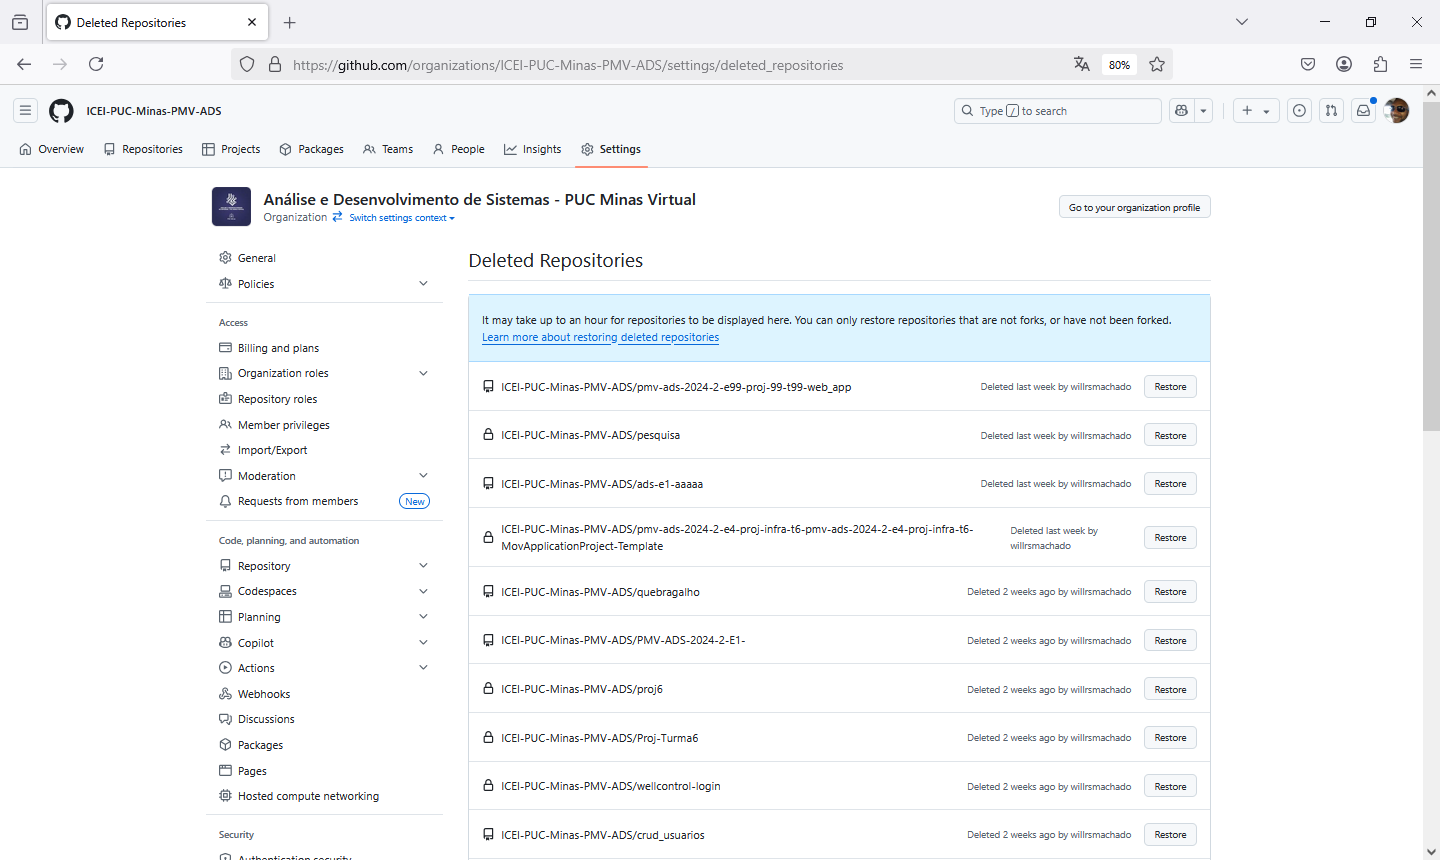 Deleted Repositories
https://github.com/organizations/ICEI-PUC-Minas-PMV-ADS/settings/deleted_repositories
80%
ICEI-PUC-Minas-PMV-ADS
Type / to search
Overview
Repositories
Projects
Packages
Teams
People
Insights
Settings
Análise e Desenvolvimento de Sistemas - PUC Minas Virtual
Organization Switch settings context
Go to your organization profile
General
Policies
Access
Billing and plans
Organization roles
Repository roles
Member privileges
Import/Export
Moderation
Requests from members New
Code, planning, and automation
Repository
Codespaces
Planning
Copilot
Actions
Webhooks
Discussions
Packages
Pages
Hosted compute networking
Security
Authentication security
Deleted Repositories
It may take up to an hour for repositories to be displayed here. You can only restore repositories that are not forks, or have not been forked.
Learn more about restoring deleted repositories
ICEI-PUC-Minas-PMV-ADS/pmv-ads-2024-2-e99-proj-99-t99-web_app Deleted last week by willrsmachado Restore
ICEI-PUC-Minas-PMV-ADS/pesquisa Deleted last week by willrsmachado Restore
ICEI-PUC-Minas-PMV-ADS/ads-e1-aaaaa Deleted last week by willrsmachado Restore
ICEI-PUC-Minas-PMV-ADS/pmv-ads-2024-2-e4-proj-infra-t6-pmv-ads-2024-2-e4-proj-infra-t6-
MovApplicationProject-Template
Deleted last week by
willrsmachado
Restore
ICEI-PUC-Minas-PMV-ADS/quebragalho Deleted 2 weeks ago by willrsmachado Restore
ICEI-PUC-Minas-PMV-ADS/PMV-ADS-2024-2-E1- Deleted 2 weeks ago by willrsmachado Restore
ICEI-PUC-Minas-PMV-ADS/proj6 Deleted 2 weeks ago by willrsmachado Restore
ICEI-PUC-Minas-PMV-ADS/Proj-Turma6 Deleted 2 weeks ago by willrsmachado Restore
ICEI-PUC-Minas-PMV-ADS/wellcontrol-login Deleted 2 weeks ago by willrsmachado Restore
ICEI-PUC-Minas-PMV-ADS/crud_usuarios Deleted 2 weeks ago by willrsmachado Restore